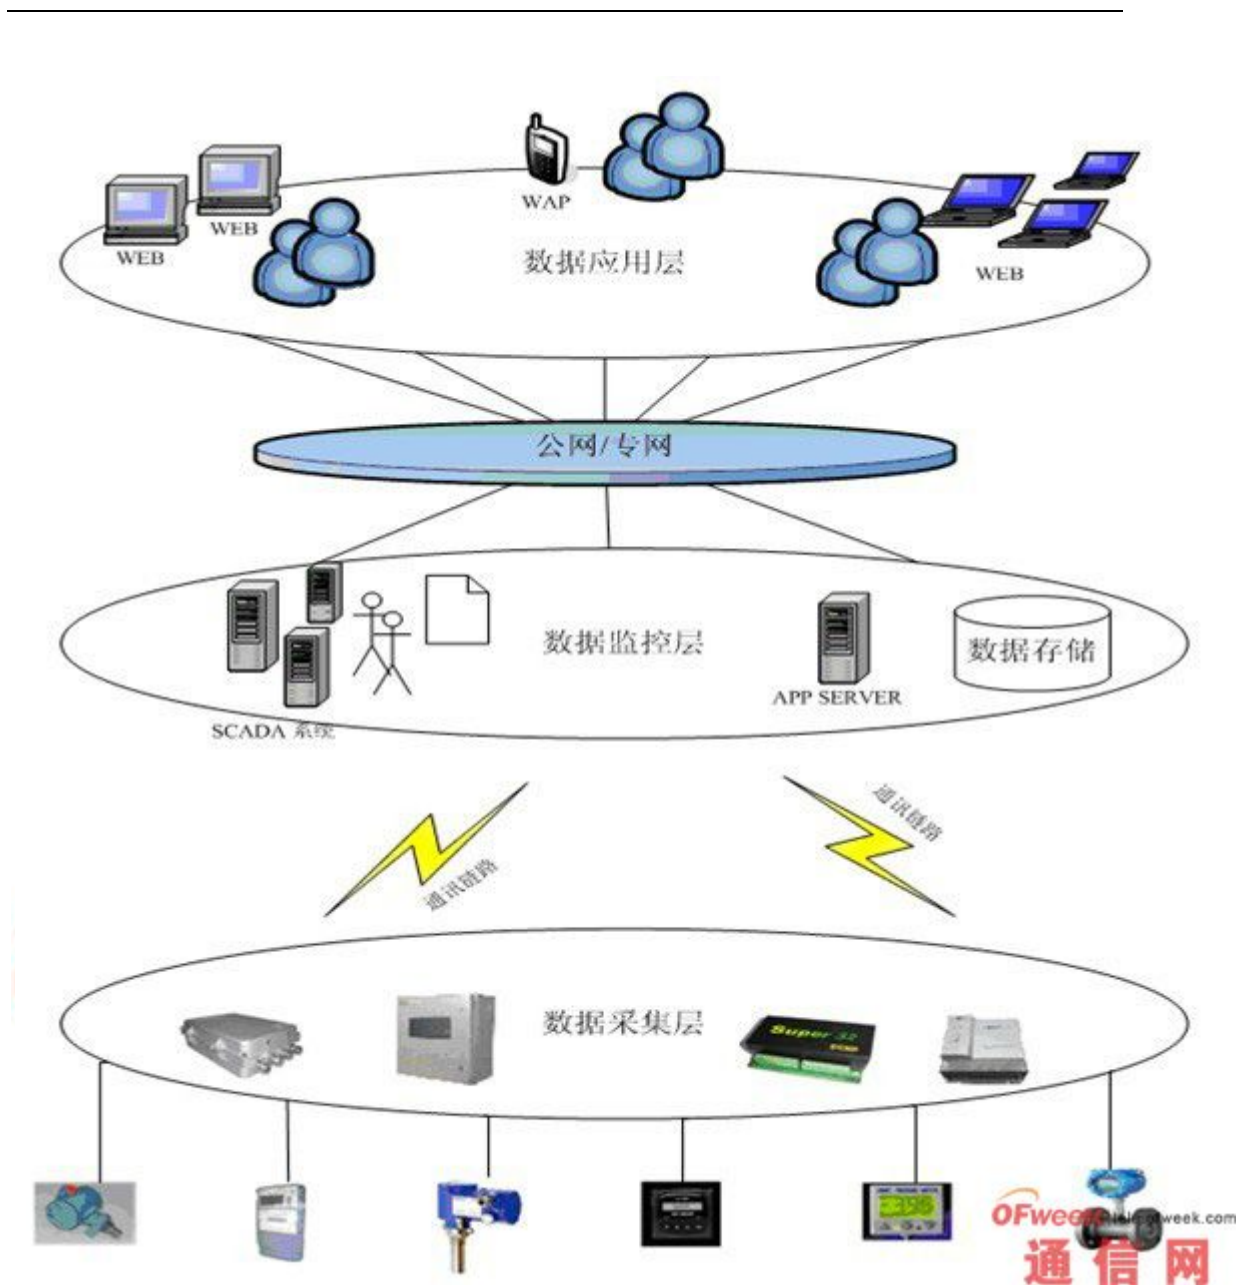 WAP
WEB
WEB
数据应用层
WEB
公网/专网
数据监控层
数据存储
APP SERVER
SCADA 系统
通讯链路
通讯链路
数据采集层
Super 32
OFweek
week.com
通信网